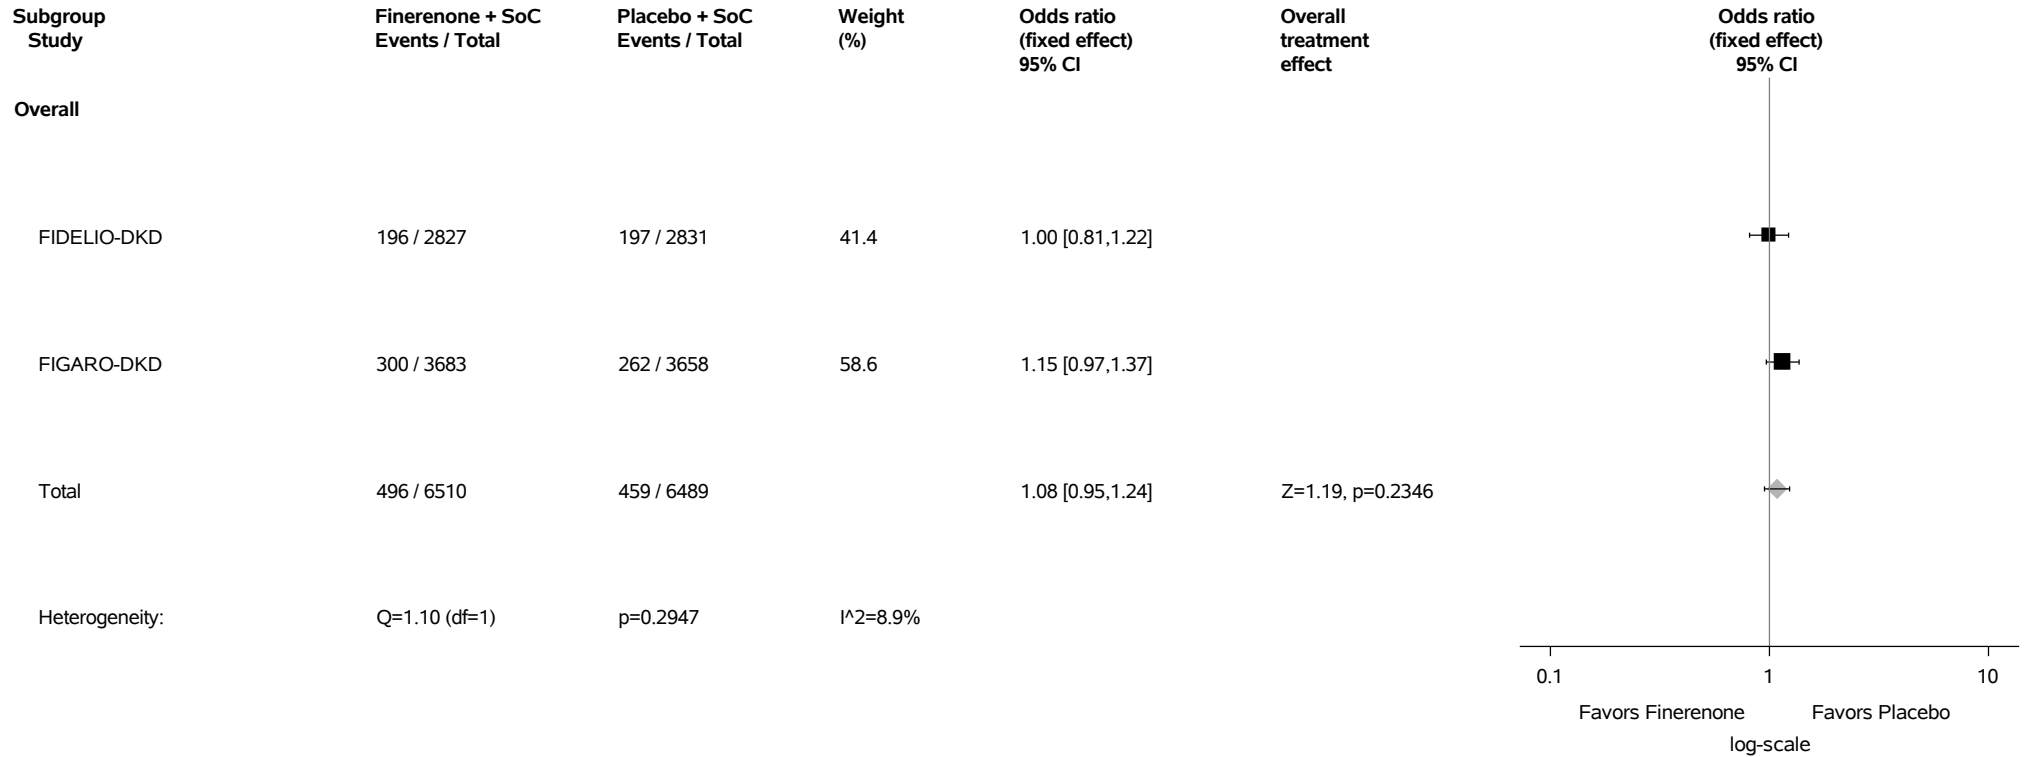 Subgroup Finerenone + SoC Placebo + SoC Weight Odds ratio Overall Odds ratio
Study Events / Total Events / Total (%) (fixed effect) treatment (fixed effect)
95% CI effect 95% CI
Overall
FIDELIO-DKD 196 / 2827 197 / 2831 41.4 1.00 [0.81,1.22]
FIGARO-DKD 300 / 3683 262 / 3658 58.6 1.15 [0.97,1.37]
Total 496 / 6510 459 / 6489 1.08 [0.95,1.24] Z=1.19, p=0.2346
Heterogeneity: Q=1.10 (df=1) p=0.2947 I^2=8.9%
0.1 1 10
Favors Finerenone Favors Placebo
log-scale